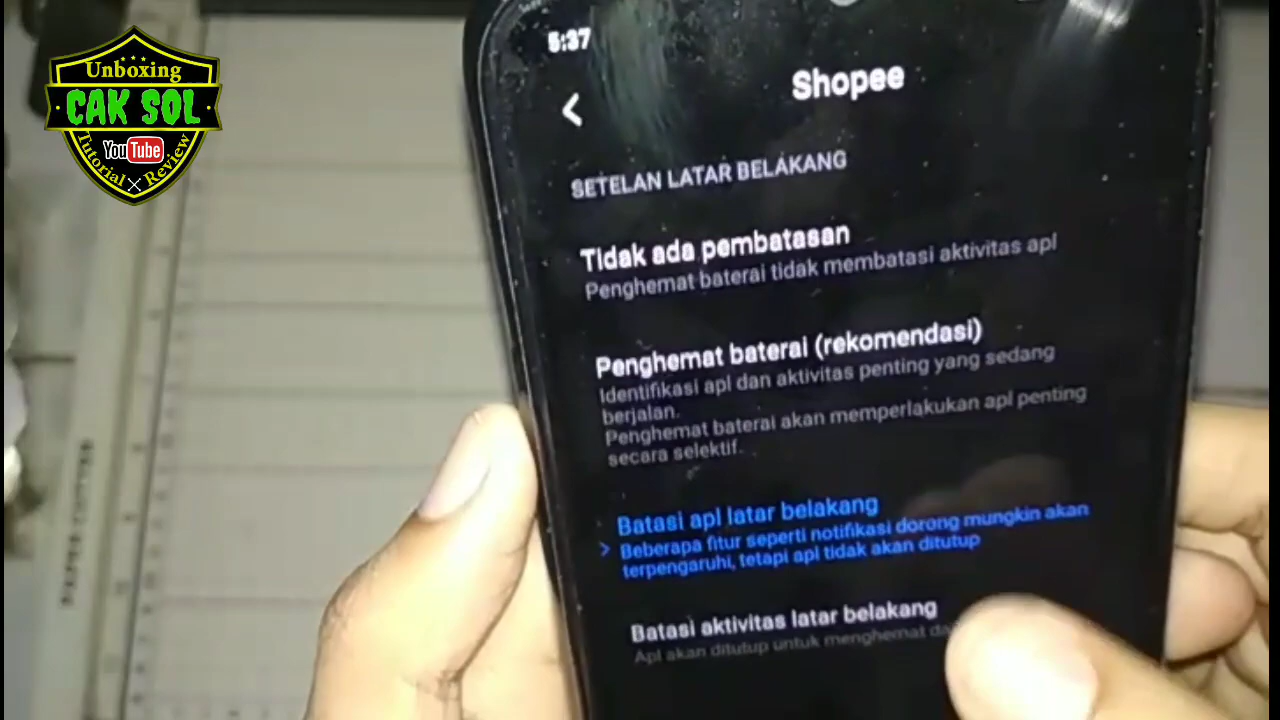 Unboxing
CAK SOL
YouTube
Tutorial X Review
5:37
Shopee
SETELAN LATAR BELAKANG
Tidak ada pembatasan
Penghemat baterai tidak membatasi aktivitas apl
Penghemat baterai (rekomendasi)
Identifikasi apl dan aktivitas penting yang sedang
berjalan.
Penghemat baterai akan memperlakukan apl penting
secara selektif.
Batasi apl latar belakang
Beberapa fitur seperti notifikasi dorong mungkin akan
terpengaruhi, tetapi apl tidak akan ditutup
Batasi aktivitas latar belakang
Apl akan ditutup untuk menghemat
PAPER CUTTER